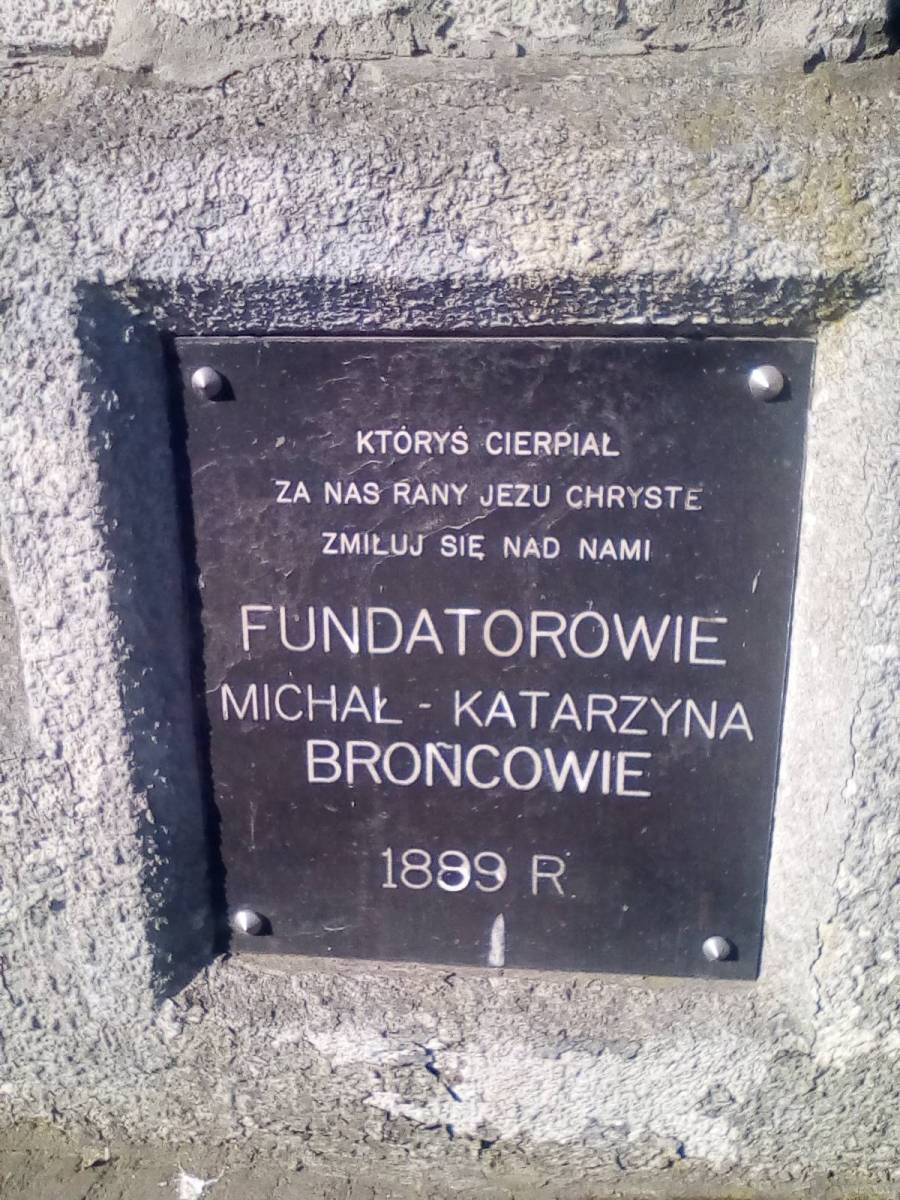 KTÓRYŚ CIERPIAŁ
ZA NAS RANY JEZU CHRYSTE
ZMIŁUJ SIĘ NAD NAMI
FUNDATOROWIE
MICHAŁ - KATARZYNA
BROŃCOWIE
1889 R